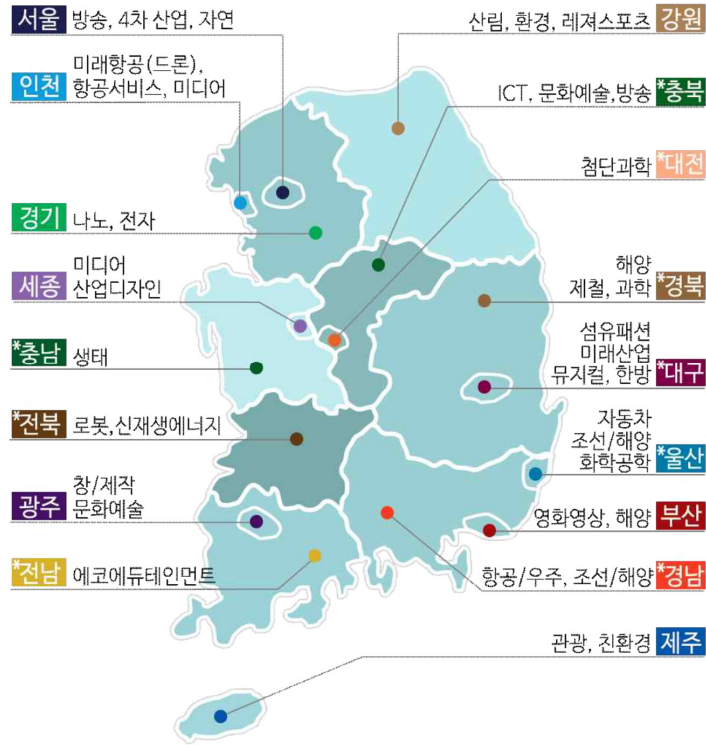 서울 방송, 4차 산업, 자연
인천 미래항공(드론),
항공서비스, 미디어
경기 나노, 전자
세종 미디어
산업디자인
*충남 생태
*전북 로봇,신재생에너지
광주 창/제작
문화예술
*전남 에코에듀테인먼트
산림, 환경, 레져스포츠 강원
ICT, 문화예술,방송 *충북
첨단과학 *대전
해양
제철, 과학 *경북
섬유패션
미래산업
뮤지컬, 한방 *대구
자동차
조선/해양
화학공학 *울산
영화영상, 해양 부산
항공/우주, 조선/해양 *경남
관광, 친환경 제주